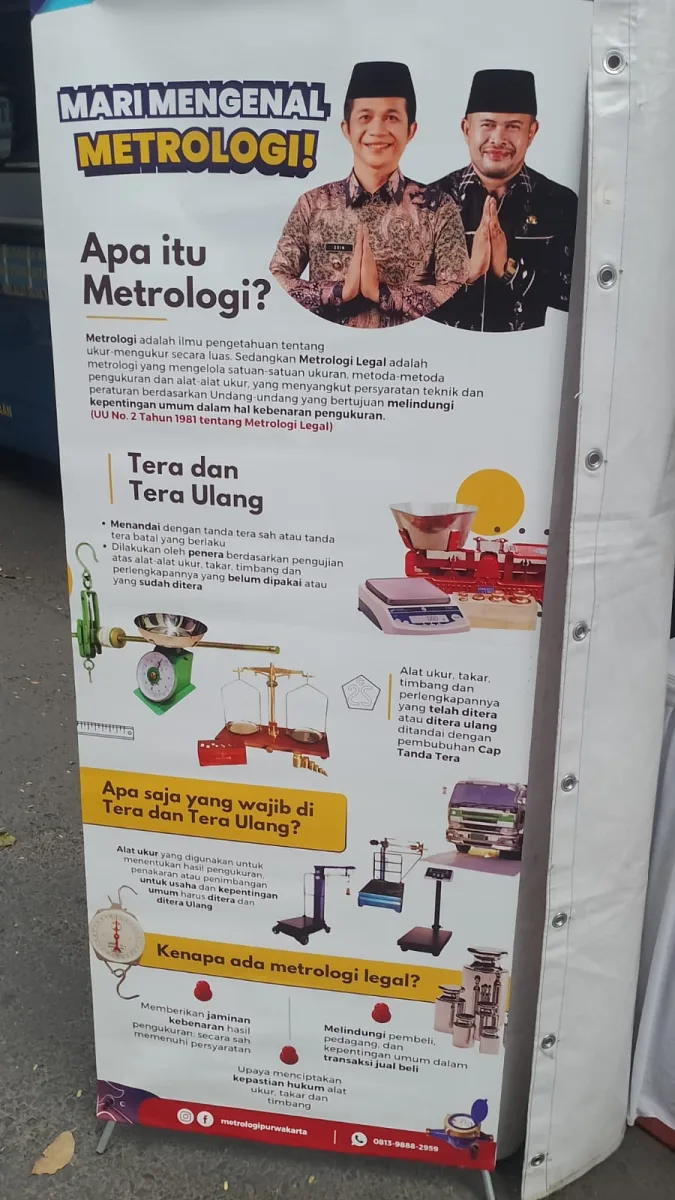 MARI MENGENAL
METROLOGI!
Apa itu
Metrologi?
Metrologi adalah ilmu pengetahuan tentang
ukur-mengukur secara luas. Sedangkan Metrologi Legal adalah
metrologi yang mengelola satuan-satuan ukuran, metoda-metoda
pengukuran dan alat-alat ukur, yang menyangkut persyaratan teknik dan
peraturan berdasarkan Undang-undang yang bertujuan melindungi
kepentingan umum dalam hal kebenaran pengukuran.
(UU No. 2 Tahun 1981 tentang Metrologi Legal)
Tera dan
Tera Ulang
• Menandai dengan tanda tera sah atau tanda
tera batal yang berlaku
• Dilakukan oleh penera berdasarkan pengujian
atas alat-alat ukur, takar, timbang dan
perlengkapannya yang belum dipakai atau
yang sudah ditera
25
Alat ukur, takar,
timbang dan
perlengkapannya
yang telah ditera
atau ditera ulang
ditandai dengan
pembubuhan Cap
Tanda Tera
Apa saja yang wajib di
Tera dan Tera Ulang?
Alat ukur yang digunakan untuk
menentukan hasil pengukuran,
penakaran atau penimbangan
untuk usaha dan kepentingan
umum harus ditera dan
ditera Ulang
Kenapa ada metrologi legal?
Memberikan jaminan
kebenaran hasil
pengukuran: secara sah
memenuhi persyaratan
Upaya menciptakan
kepastian hukum alat
ukur, takar dan
timbang
Melindungi pembeli,
pedagang, dan
kepentingan umum dalam
transaksi jual beli
metrologipurwakarta
0813-9888-2959